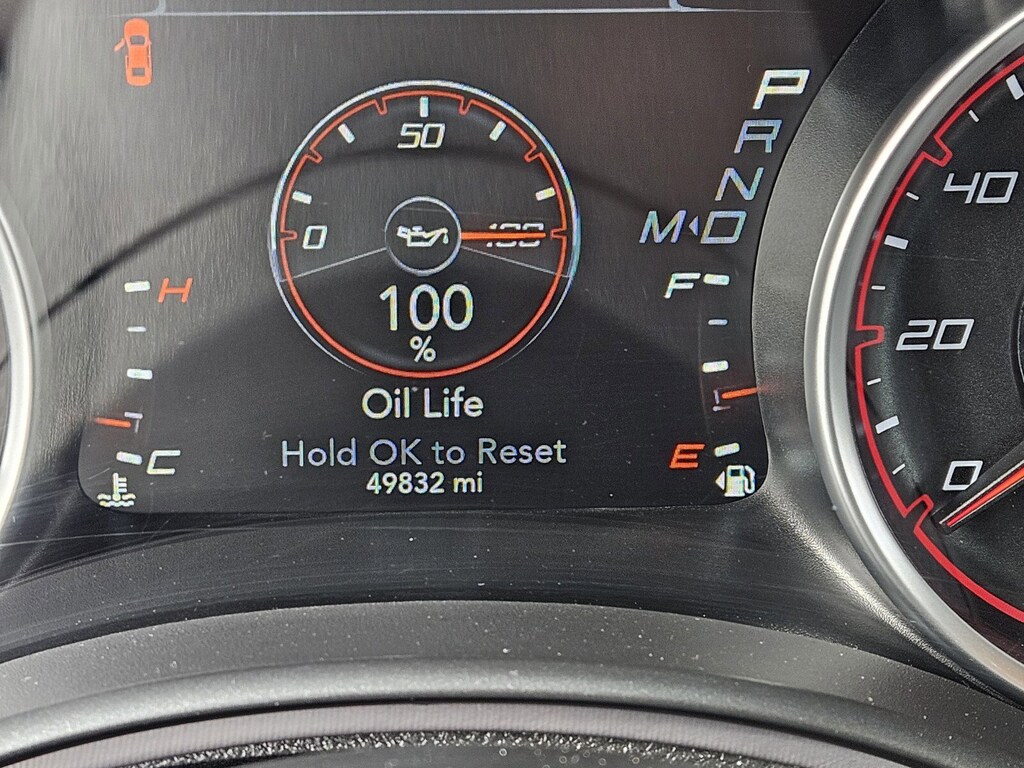 P
R
N
M D
50
0 100
100
%
Oil Life
Hold OK to Reset
49832 mi
H
C
F
E
40
20
0